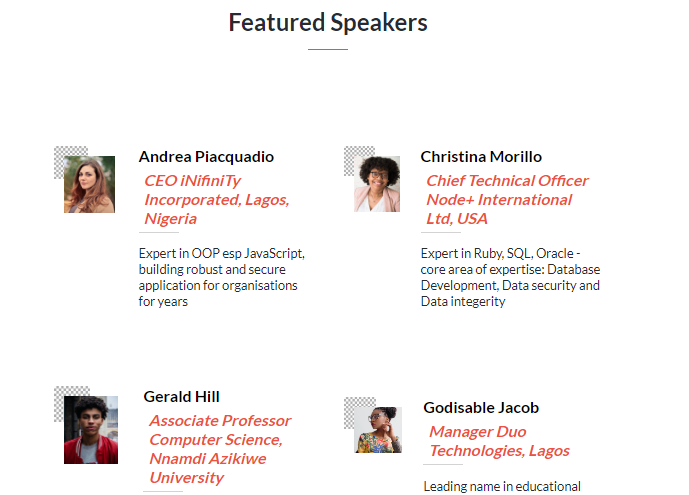 Featured Speakers
Andrea Piacquadio
CEO iNifiniTy
Incorporated, Lagos,
Nigeria
Expert in OOP esp JavaScript,
building robust and secure
application for organisations
for years
Christina Morillo
Chief Technical Officer
Node+ International
Ltd, USA
Expert in Ruby, SQL, Oracle -
core area of expertise: Database
Development, Data security and
Data integerity
Gerald Hill
Associate Professor
Computer Science,
Nnamdi Azikiwe
University
Godisable Jacob
Manager Duo
Technologies, Lagos
Leading name in educational